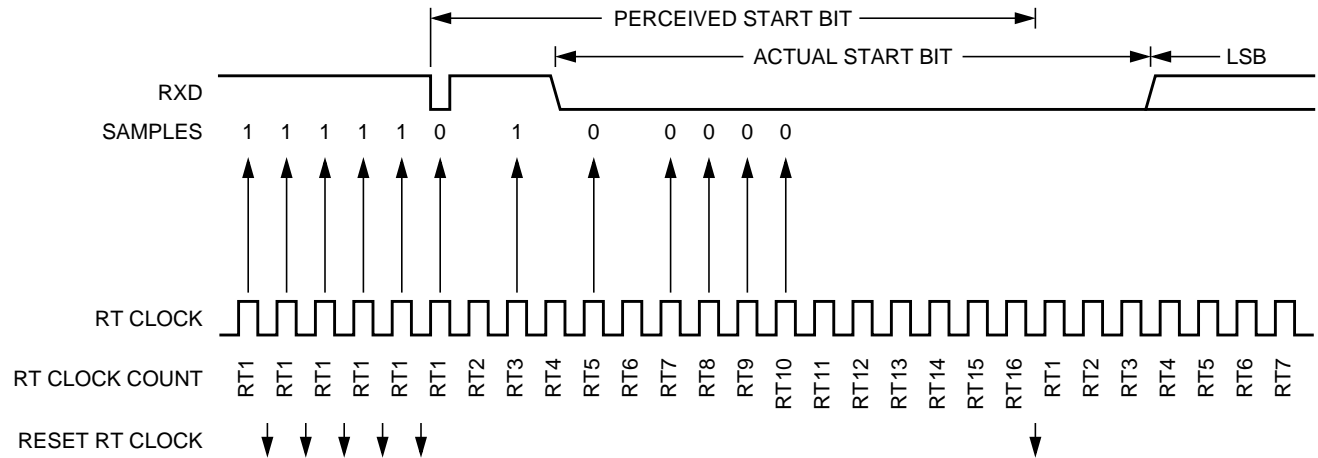 PERCEIVED START BIT
ACTUAL START BIT
LSB
RXD
SAMPLES 1 1 1 1 1 0 1 0 0 0 0 0
RT CLOCK
RT CLOCK COUNT RT1 RT1 RT1 RT1 RT1 RT1 RT2 RT3 RT4 RT5 RT6 RT7 RT8 RT9 RT10 RT11 RT12 RT13 RT14 RT15 RT16 RT1 RT2 RT3 RT4 RT5 RT6 RT7
RESET RT CLOCK